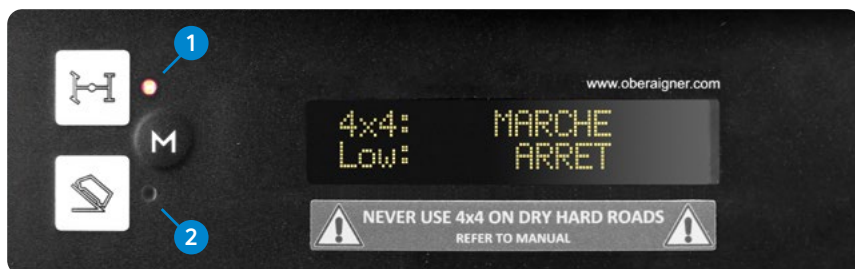 1
www.oberaigner.com
4x4: MARCHE
M
Low: ARRET
NEVER USE 4x4 ON DRY HARD ROADS
REFER TO MANUAL
2